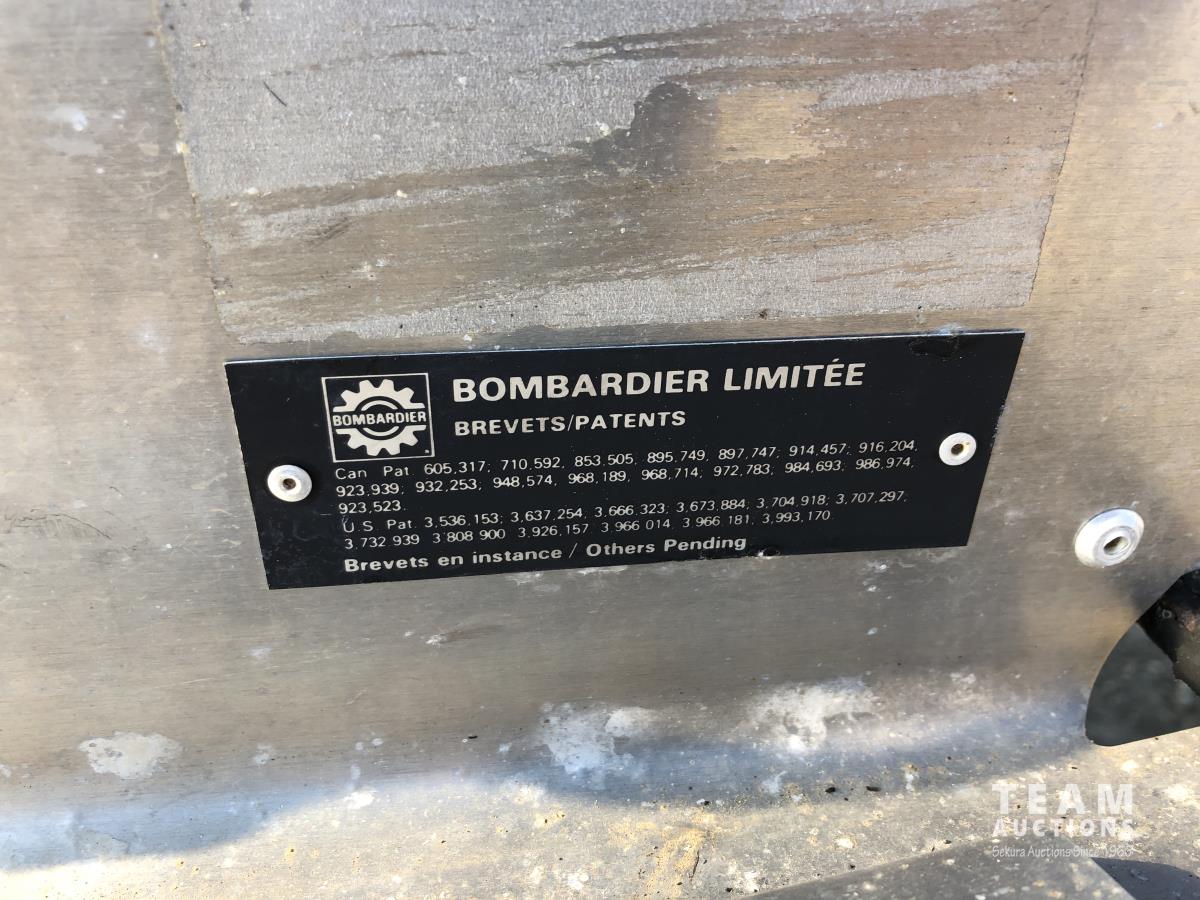 BOMBARDIER LIMITÉE
BOMBARDIER
BREVETS/PATENTS
Can Pat 605,317; 710,592, 853,505, 895,749, 897,747; 914,457; 916,204,
923,939; 932,253; 948,574, 968,189, 968,714; 972,783; 984,693; 986,974,
923,523.
U.S. Pat. 3,536,153; 3,637,254, 3,666,323; 3,673,884; 3,704,918; 3,707,297;
3,732 939 3 808 900 3,926,157 3 966 014, 3 966 181, 3,993,170.
Brevets en instance / Others Pending
TEAM
AUCTIONS
Sekura Auctions Since 1966